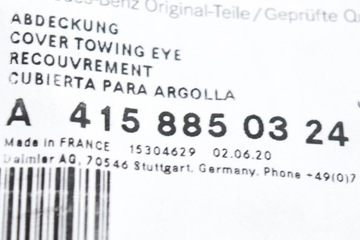 -Benz Original-Teile/Geprüfte
ABDECKUNG
COVER TOWING EYE
RECOUVREMENT
CUBIERTA PARA ARGOLLA
A 415 885 03 24
Made in FRANCE 15304629 02.06.20
Daimler AG, 70546 Stuttgart, Germany, Phone +49(0)7